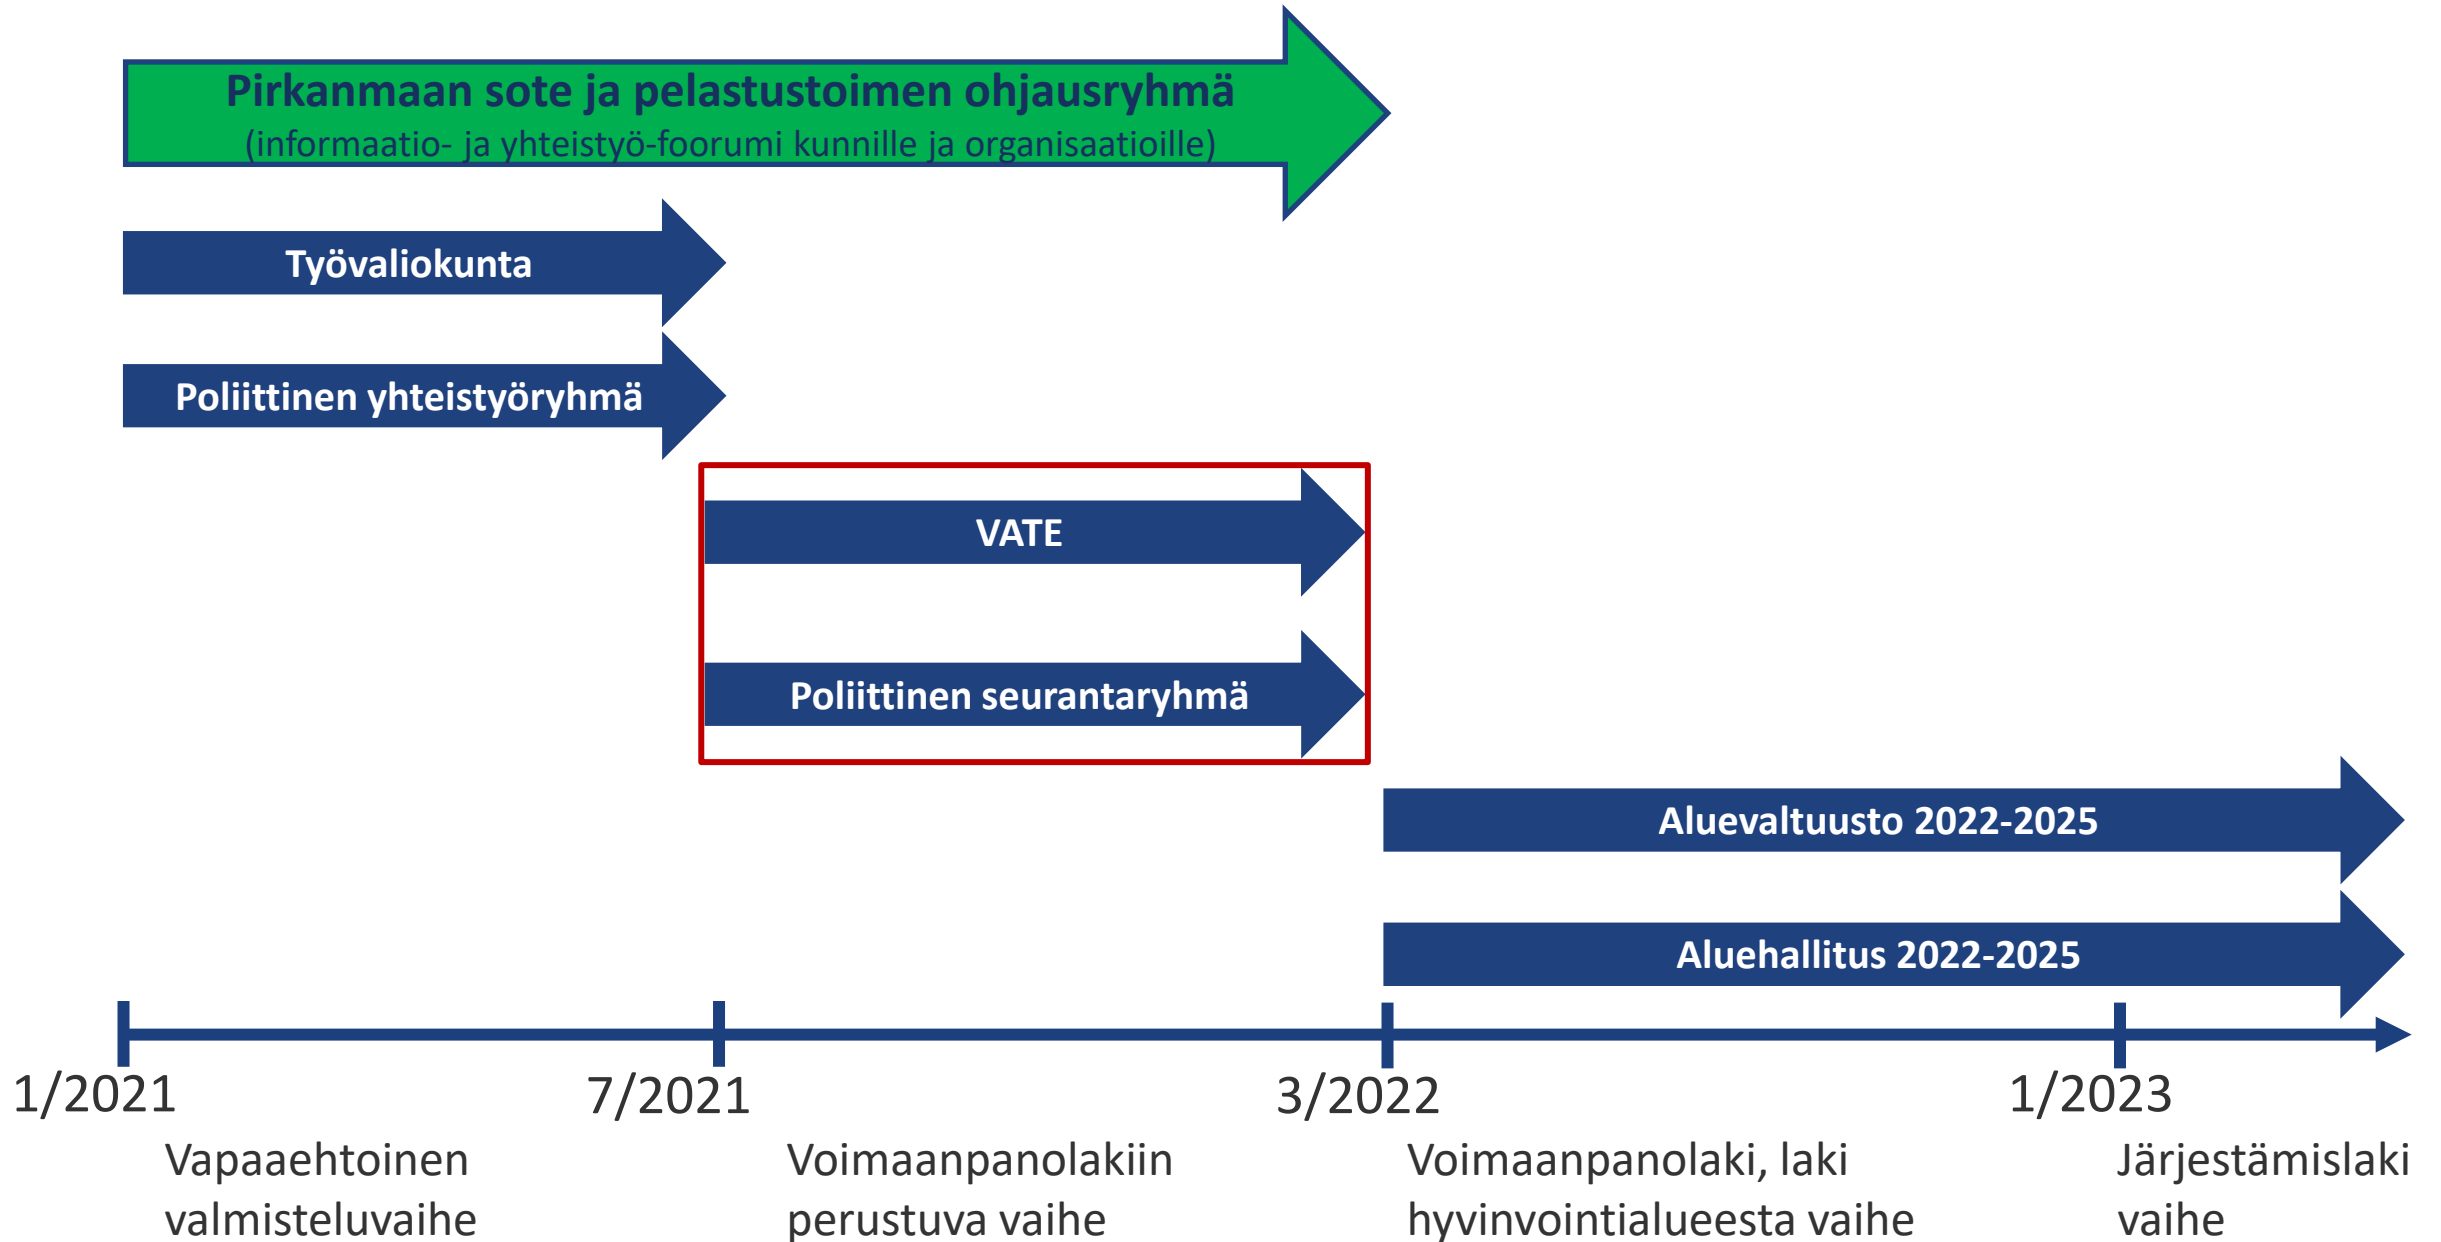 Pirkanmaan sote ja pelastustoimen ohjausryhmä
(informaatio- ja yhteistyö-foorumi kunnille ja organisaatioille)
Työvaliokunta
Poliittinen yhteistyöryhmä
VATE
Poliittinen seurantaryhmä
Aluevaltuusto 2022-2025
Aluehallitus 2022-2025
1/2021
7/2021
3/2022
1/2023
Vapaaehtoinen
valmisteluvaihe
Voimaanpanolakiin
perustuva vaihe
Voimaanpanolaki, laki
hyvinvointialueesta vaihe
Järjestämislaki
vaihe